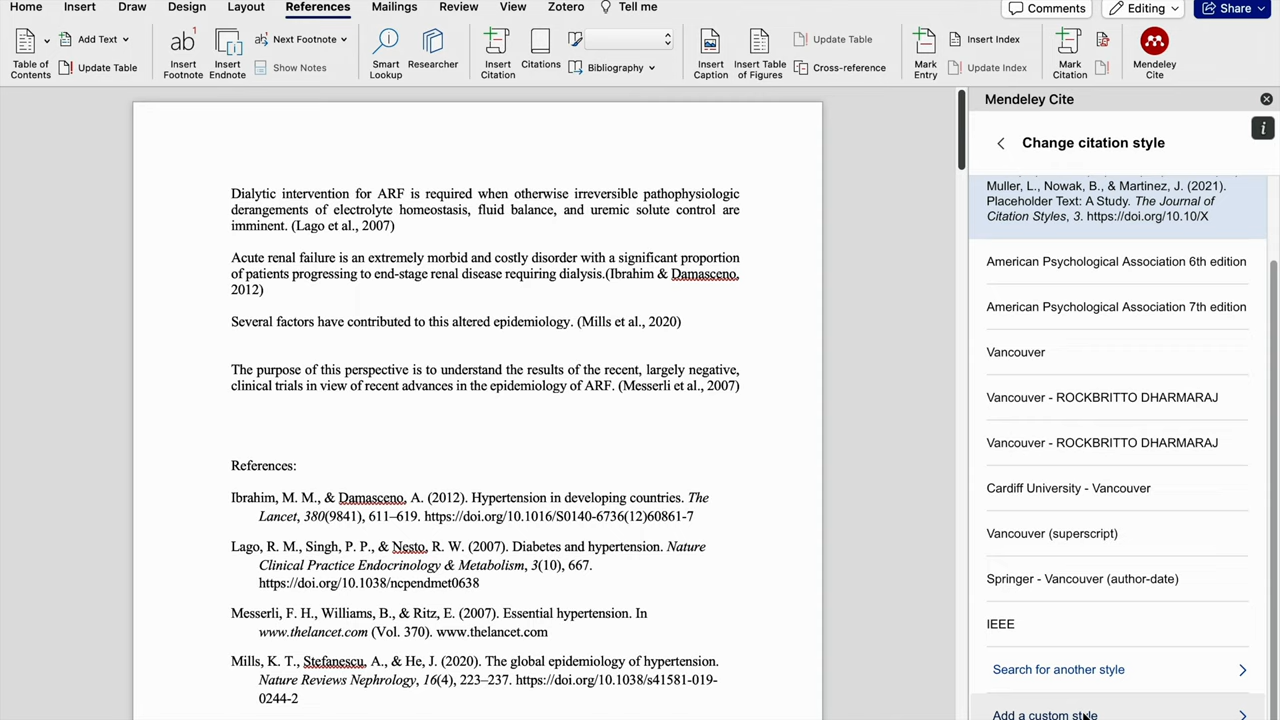 Home Insert Draw Design Layout References Mailings Review View Zotero Tell me Comments Editing Share
Table of Contents
Add Text
Update Table
ab
Insert Footnote
Insert Endnote
ab Next Footnote
Show Notes
Smart Lookup
Researcher
Insert Citation
Citations
Bibliography
Insert Caption
Insert Table of Figures
Update Table
Cross-reference
Mark Entry
Insert Index
Update Index
Mark Citation
Mendeley Cite
Dialytic intervention for ARF is required when otherwise irreversible pathophysiologic
derangements of electrolyte homeostasis, fluid balance, and uremic solute control are
imminent. (Lago et al., 2007)
Acute renal failure is an extremely morbid and costly disorder with a significant proportion
of patients progressing to end-stage renal disease requiring dialysis.(Ibrahim & Damasceno,
2012)
Several factors have contributed to this altered epidemiology. (Mills et al., 2020)
The purpose of this perspective is to understand the results of the recent, largely negative,
clinical trials in view of recent advances in the epidemiology of ARF. (Messerli et al., 2007)
References:
Ibrahim, M. M., & Damasceno, A. (2012). Hypertension in developing countries. The
Lancet, 380(9841), 611–619. https://doi.org/10.1016/S0140-6736(12)60861-7
Lago, R. M., Singh, P. P., & Nesto, R. W. (2007). Diabetes and hypertension. Nature
Clinical Practice Endocrinology & Metabolism, 3(10), 667.
https://doi.org/10.1038/ncpendmet0638
Messerli, F. H., Williams, B., & Ritz, E. (2007). Essential hypertension. In
www.thelancet.com (Vol. 370). www.thelancet.com
Mills, K. T., Stefanescu, A., & He, J. (2020). The global epidemiology of hypertension.
Nature Reviews Nephrology, 16(4), 223–237. https://doi.org/10.1038/s41581-019-
0244-2
Mendeley Cite
i
Change citation style
Muller, L., Nowak, B., & Martinez, J. (2021).
Placeholder Text: A Study. The Journal of
Citation Styles, 3. https://doi.org/10.10/X
American Psychological Association 6th edition
American Psychological Association 7th edition
Vancouver
Vancouver - ROCKBRITTO DHARMARAJ
Vancouver - ROCKBRITTO DHARMARAJ
Cardiff University - Vancouver
Vancouver (superscript)
Springer - Vancouver (author-date)
IEEE
Search for another style
Add a custom style